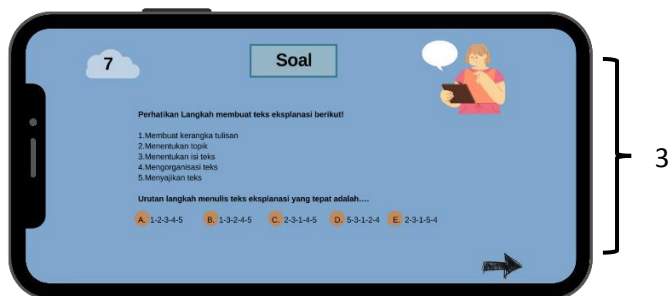 7
Soal
Perhatikan Langkah membuat teks eksplanasi berikut!
1.Membuat kerangka tulisan
2.Menentukan topik
3.Menentukan isi teks
4.Mengorganisasi teks
5.Menyajikan teks
Urutan langkah menulis teks eksplanasi yang tepat adalah....
A. 1-2-3-4-5 B. 1-3-2-4-5 C. 2-3-1-4-5 D. 5-3-1-2-4 E. 2-3-1-5-4
3